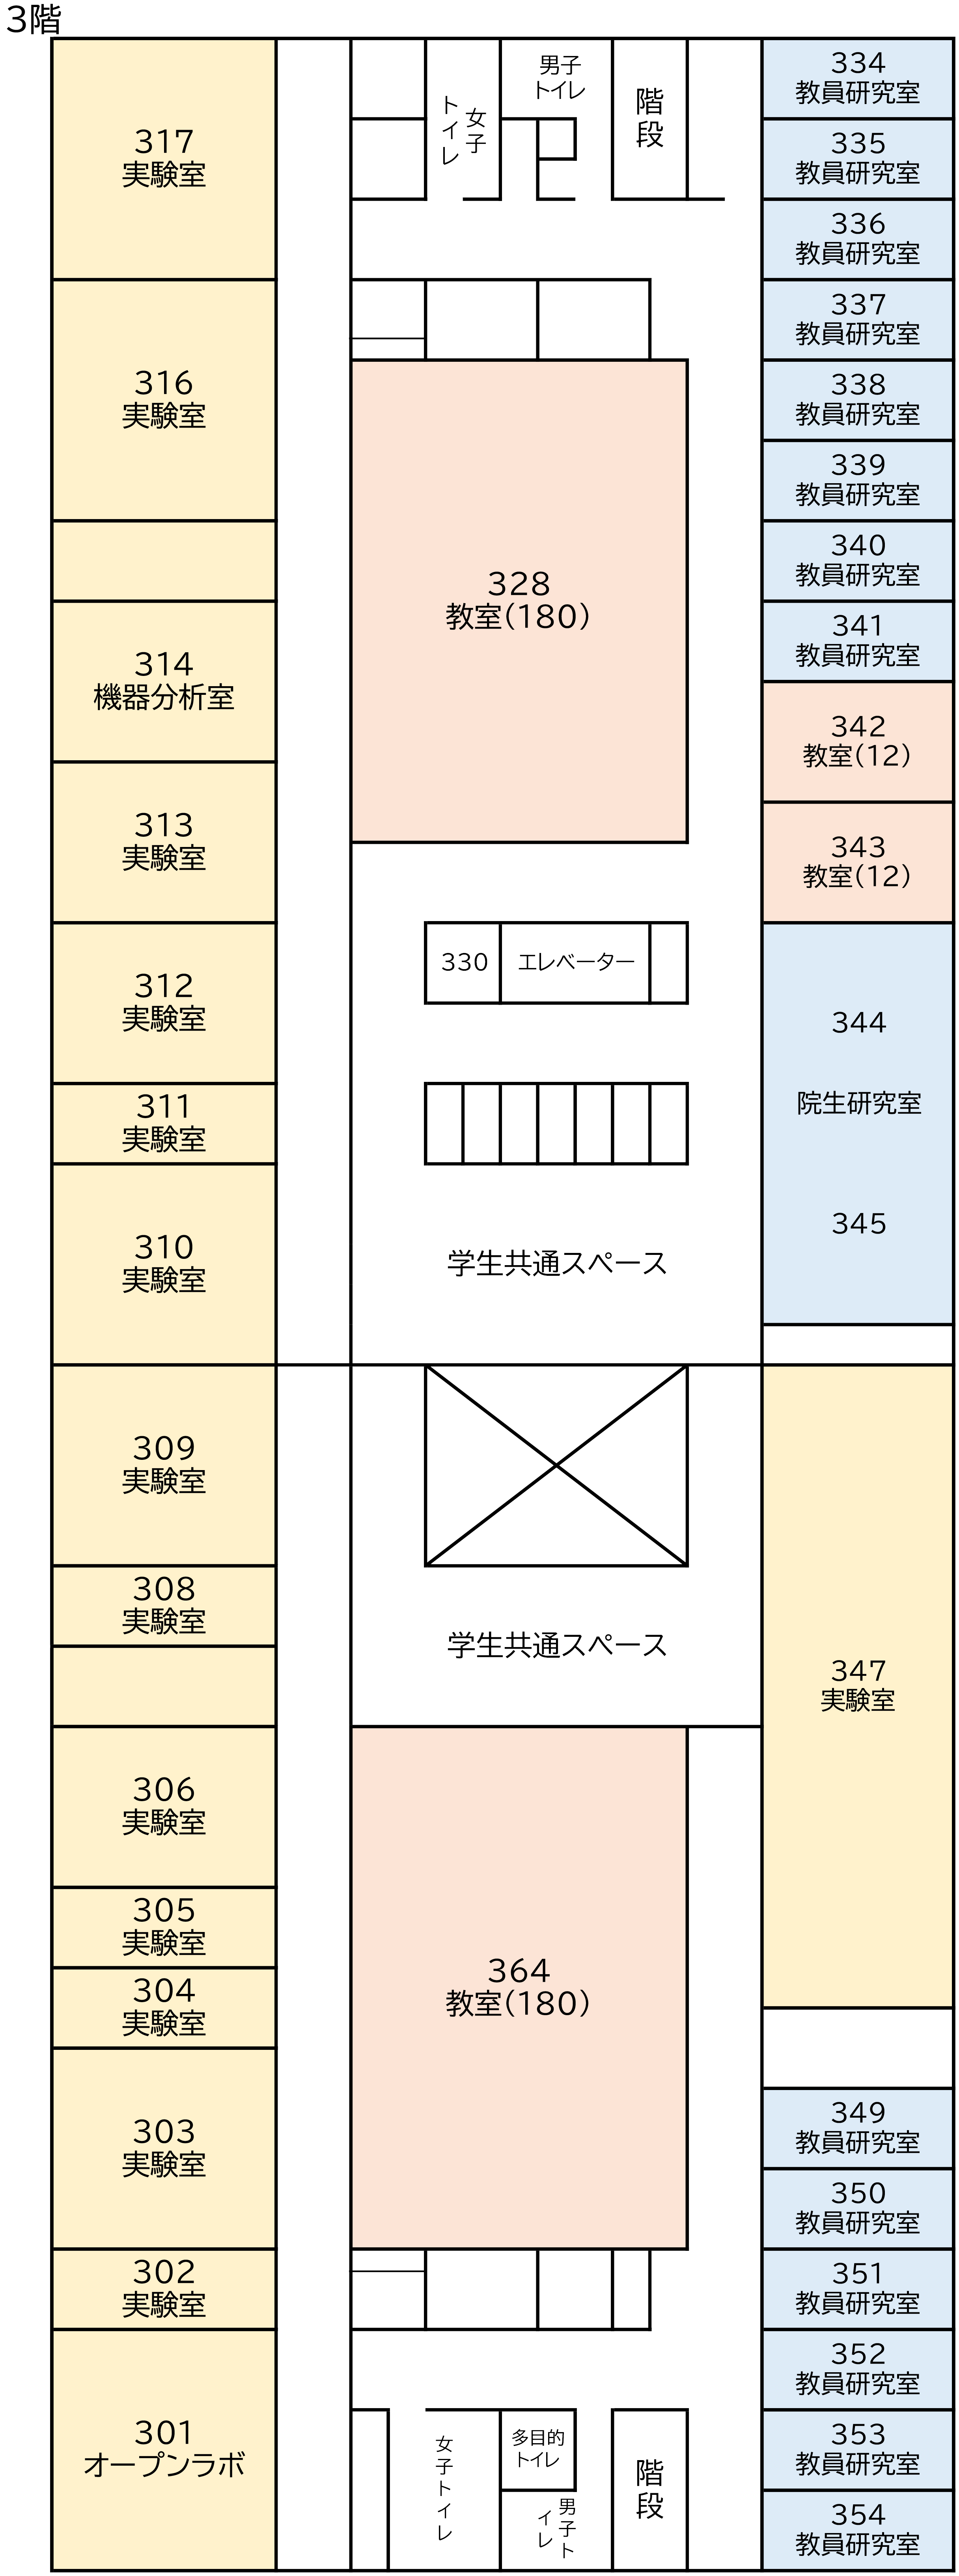 3階
317
実験室
316
実験室
314
機器分析室
313
実験室
312
実験室
311
実験室
310
実験室
309
実験室
308
実験室
306
実験室
305
実験室
304
実験室
303
実験室
302
実験室
301
オープンラボ
女子
トイレ
男子
トイレ
階段
328
教室(180)
330
エレベーター
学生共通スペース
学生共通スペース
364
教室(180)
女子トイレ
多目的
トイレ
男子ト
イレ
階段
334
教員研究室
335
教員研究室
336
教員研究室
337
教員研究室
338
教員研究室
339
教員研究室
340
教員研究室
341
教員研究室
342
教室(12)
343
教室(12)
344
院生研究室
345
347
実験室
349
教員研究室
350
教員研究室
351
教員研究室
352
教員研究室
353
教員研究室
354
教員研究室